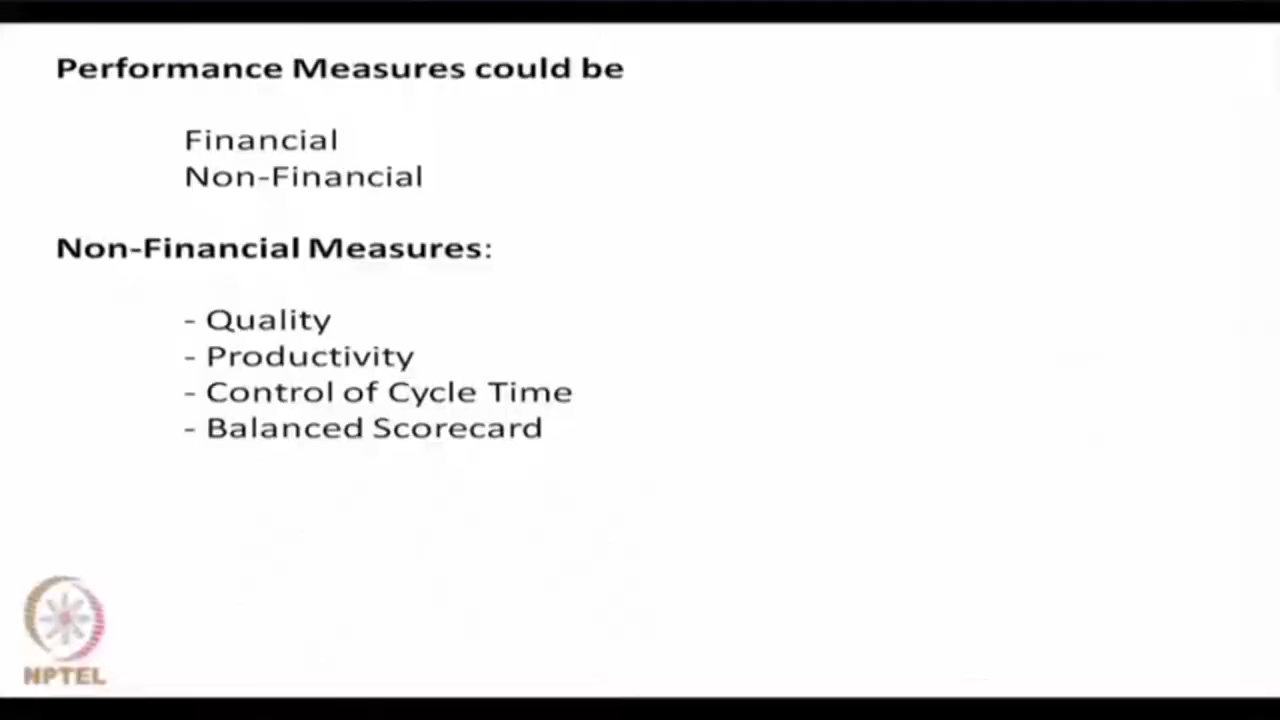 Performance Measures could be
Financial
Non-Financial
Non-Financial Measures:
- Quality
- Productivity
- Control of Cycle Time
- Balanced Scorecard
NPTEL